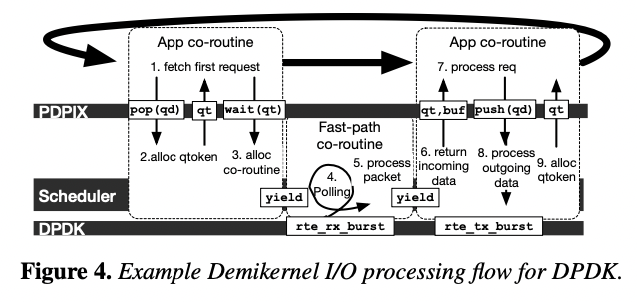 App co-routine
1. fetch first request
PDPIX
pop(qd)
qt
wait(qt)
2.alloc qtoken
3. alloc
co-routine
Fast-path
co-routine
4.
Polling
5. process
packet
App co-routine
7. process req
qt,buf
push(qd)
qt
6. return
incoming
data
8. process
outgoing
data
9. alloc
qtoken
Scheduler
yield
yield
DPDK
rte_rx_burst
rte_tx_burst
Figure 4. Example Demikernel I/O processing flow for DPDK.